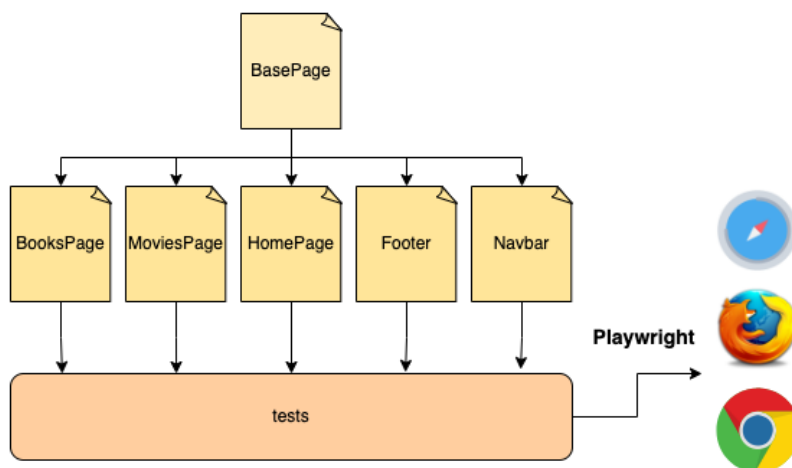 BasePage
BooksPage
MoviesPage
HomePage
Footer
Navbar
Playwright
tests